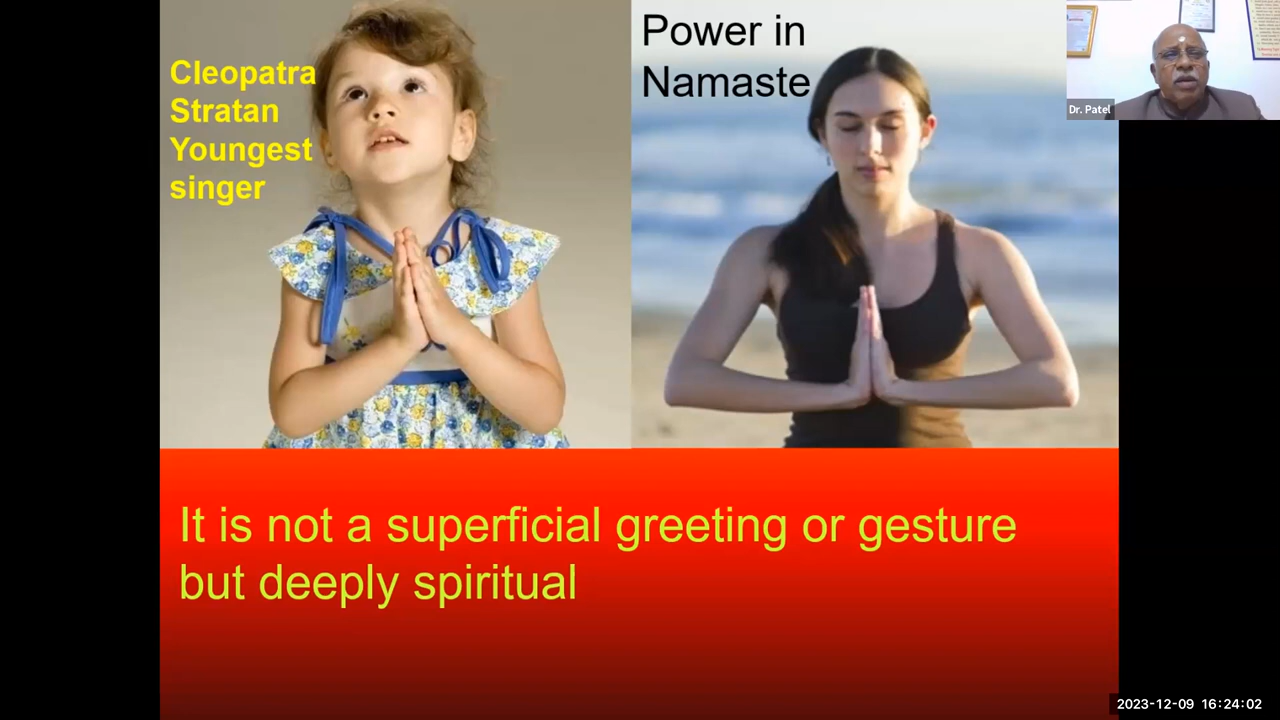 Cleopatra
Stratan
Youngest
singer
Power in
Namaste
Dr. Patel
It is not a superficial greeting or gesture
but deeply spiritual
2023-12-09 16:24:02